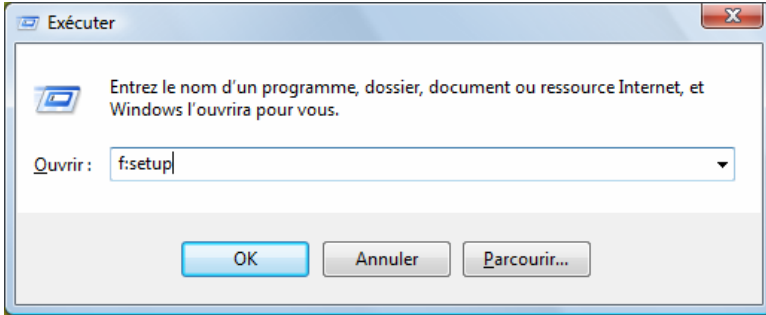 Exécuter
Entrez le nom d'un programme, dossier, document ou ressource Internet, et
Windows l'ouvrira pour vous.
Ouvrir : f:setup
OK Annuler Parcourir...